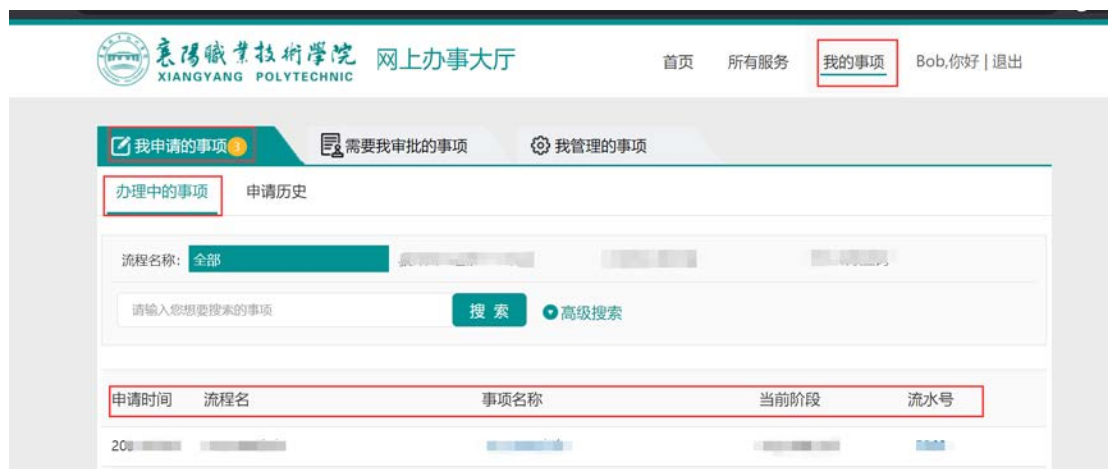 襄陽職業技術學院 网上办事大厅 首页 所有服务 我的事项 Bob,你好 | 退出
XIANGYANG POLYTECHNIC
我申请的事项 3 需要我审批的事项 我管理的事项
办理中的事项 申请历史
流程名称: 全部
请输入您想要搜索的事项 搜 索 高级搜索
申请时间 流程名 事项名称 当前阶段 流水号
20